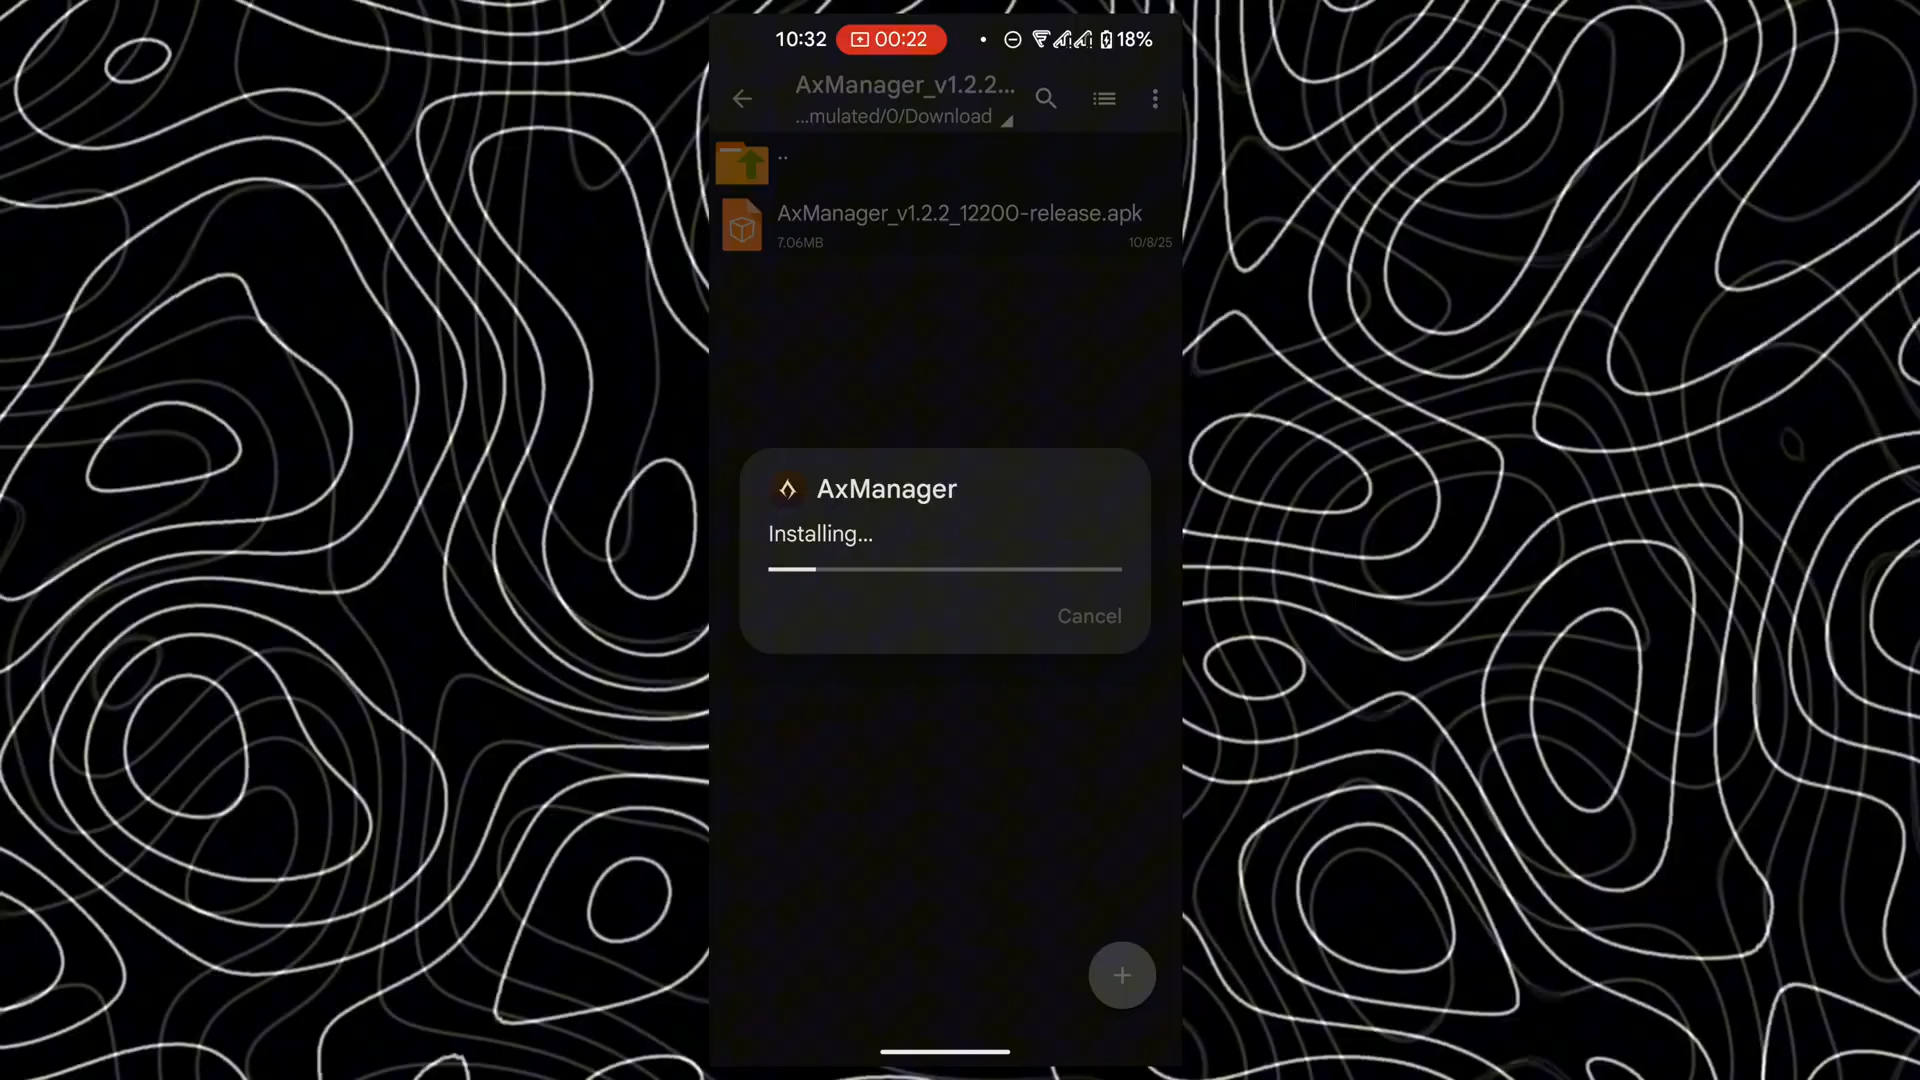 10:32 00:22 18%
AxManager_v1.2.2...
...mulated/0/Download
..
AxManager_v1.2.2_12200-release.apk
7.06MB 10/8/25
AxManager
Installing...
Cancel